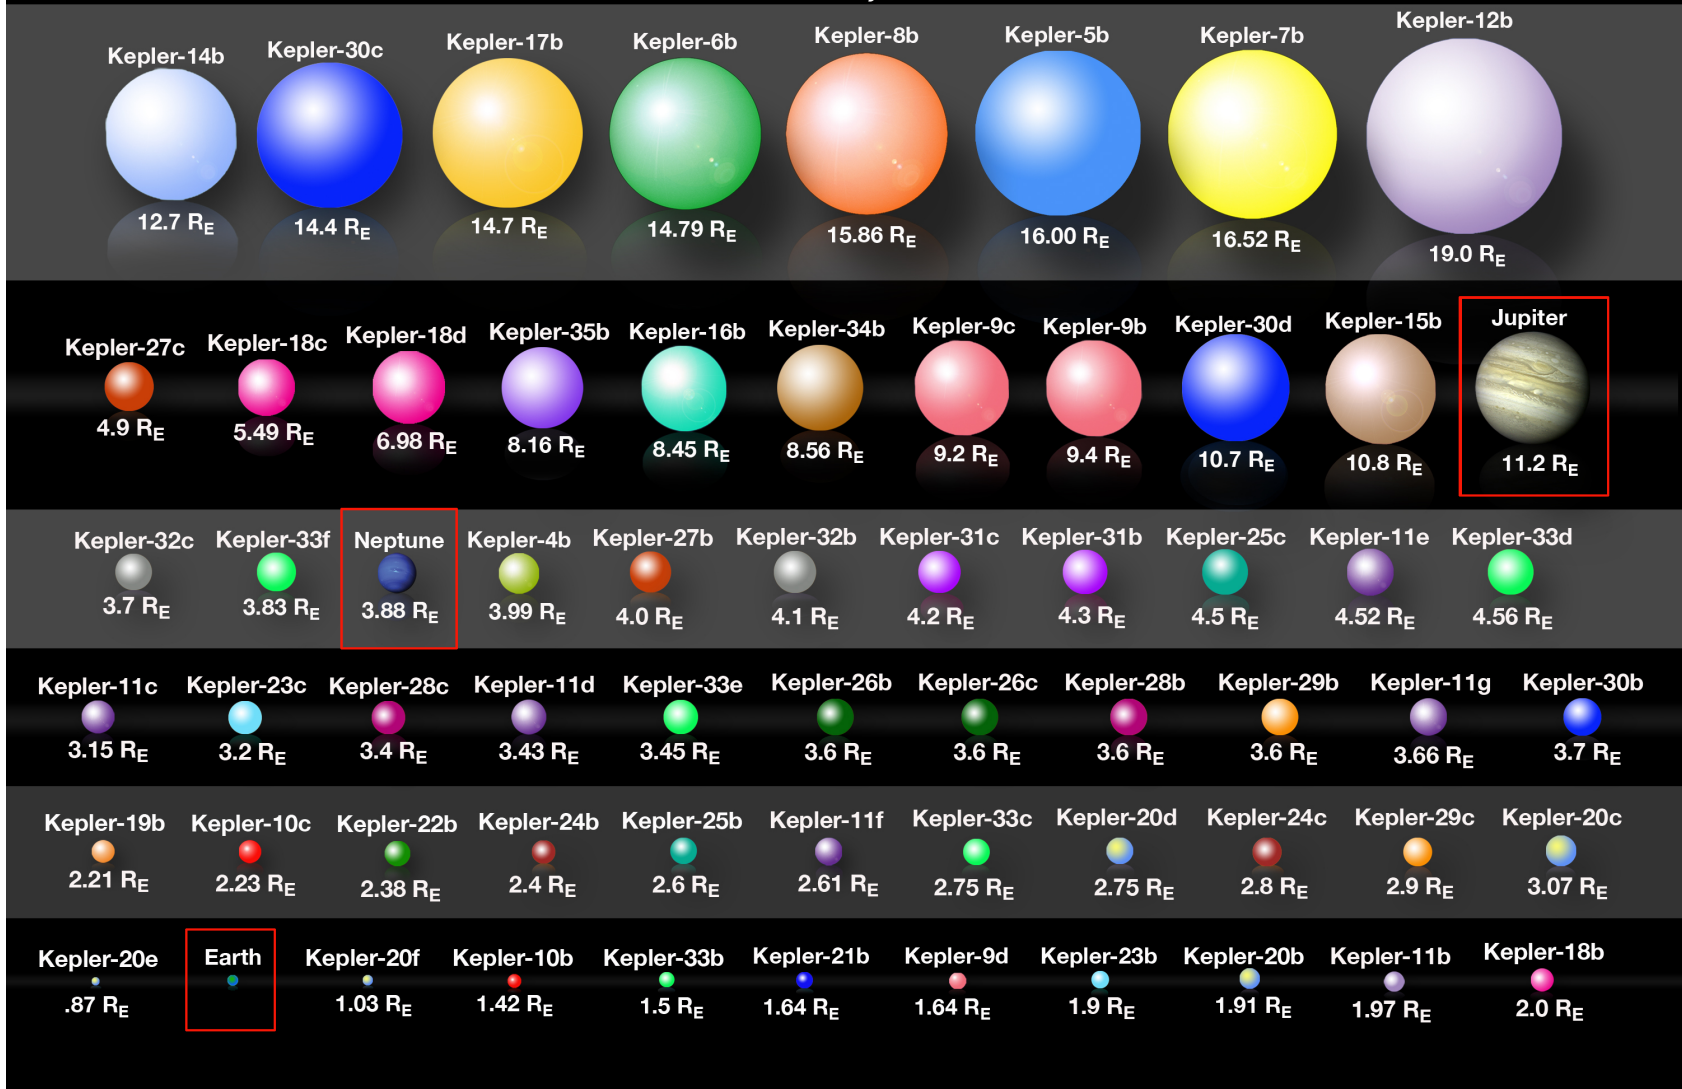 Kepler-14b Kepler-30c Kepler-17b Kepler-6b Kepler-8b Kepler-5b Kepler-7b Kepler-12b
12.7 RE 14.4 RE 14.7 RE 14.79 RE 15.86 RE 16.00 RE 16.52 RE 19.0 RE
Kepler-27c Kepler-18c Kepler-18d Kepler-35b Kepler-16b Kepler-34b Kepler-9c Kepler-9b Kepler-30d Kepler-15b Jupiter
4.9 RE 5.49 RE 6.98 RE 8.16 RE 8.45 RE 8.56 RE 9.2 RE 9.4 RE 10.7 RE 10.8 RE 11.2 RE
Kepler-32c Kepler-33f Neptune Kepler-4b Kepler-27b Kepler-32b Kepler-31c Kepler-31b Kepler-25c Kepler-11e Kepler-33d
3.7 RE 3.83 RE 3.88 RE 3.99 RE 4.0 RE 4.1 RE 4.2 RE 4.3 RE 4.5 RE 4.52 RE 4.56 RE
Kepler-11c Kepler-23c Kepler-28c Kepler-11d Kepler-33e Kepler-26b Kepler-26c Kepler-28b Kepler-29b Kepler-11g Kepler-30b
3.15 RE 3.2 RE 3.4 RE 3.43 RE 3.45 RE 3.6 RE 3.6 RE 3.6 RE 3.6 RE 3.66 RE 3.7 RE
Kepler-19b Kepler-10c Kepler-22b Kepler-24b Kepler-25b Kepler-11f Kepler-33c Kepler-20d Kepler-24c Kepler-29c Kepler-20c
2.21 RE 2.23 RE 2.38 RE 2.4 RE 2.6 RE 2.61 RE 2.75 RE 2.75 RE 2.8 RE 2.9 RE 3.07 RE
Kepler-20e Earth Kepler-20f Kepler-10b Kepler-33b Kepler-21b Kepler-9d Kepler-23b Kepler-20b Kepler-11b Kepler-18b
.87 RE 1.03 RE 1.42 RE 1.5 RE 1.64 RE 1.64 RE 1.9 RE 1.91 RE 1.97 RE 2.0 RE